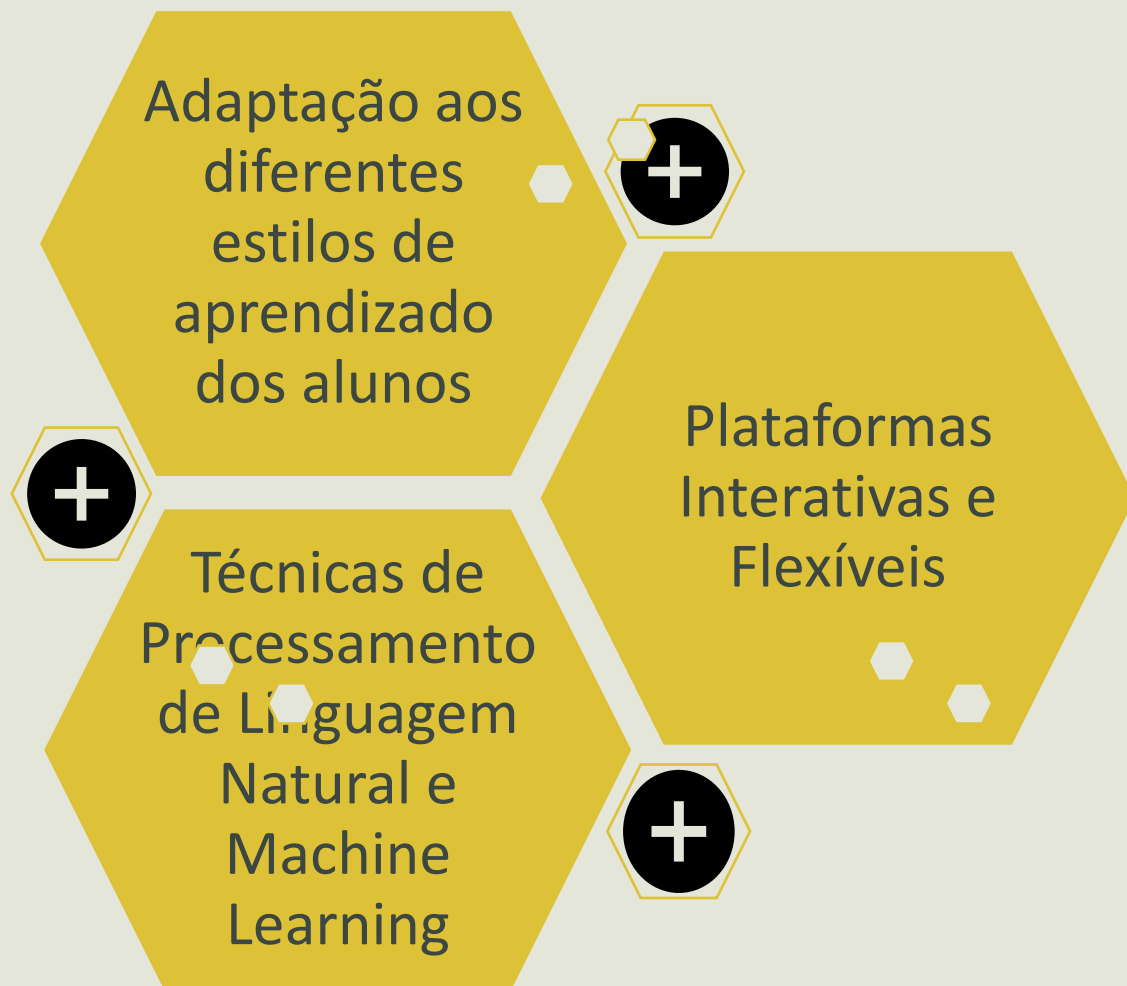 Adaptação aos
diferentes
estilos de
aprendizado
dos alunos
Plataformas
Interativas e
Flexíveis
Técnicas de
Processamento
de Linguagem
Natural e
Machine
Learning